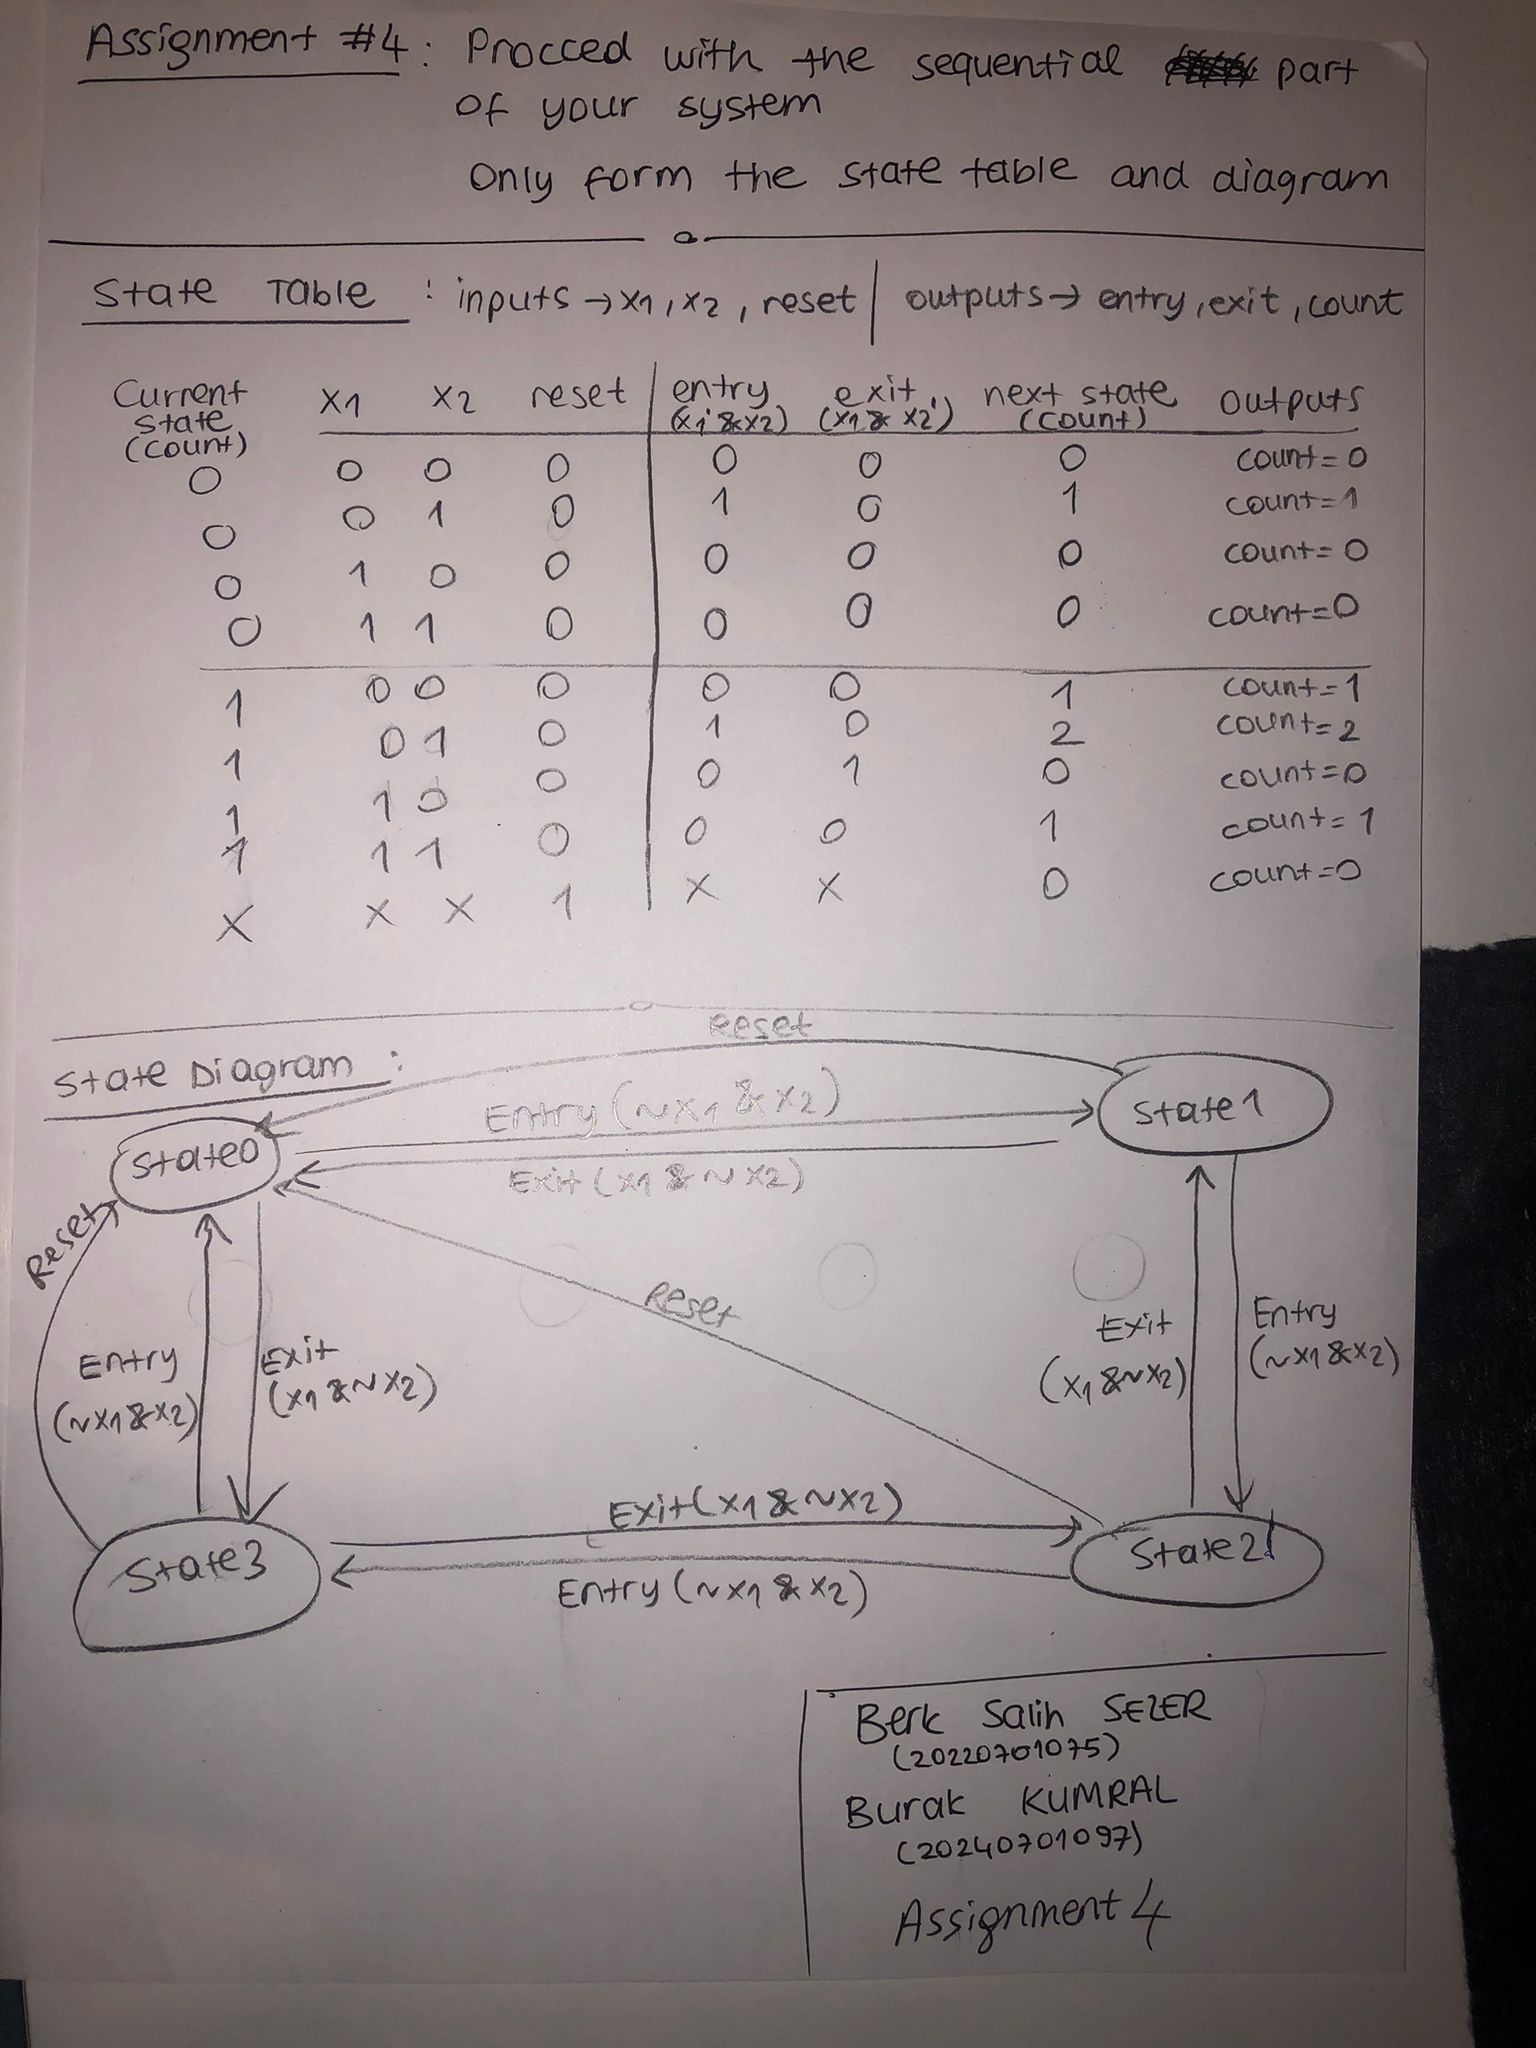 Assignment #4: Procced with the sequential part
of your system
Only form the state table and diagram
State Table : inputs → x1, x2, reset | outputs → entry, exit, count
Current state (count) x1 x2 reset entry (x1'&x2) exit (x1& x2') next state (count) outputs
0 0 0 0 0 0 0 count=0
0 0 1 0 1 0 1 count=1
0 1 0 0 0 0 0 count=0
0 1 1 0 0 0 0 count=0
1 0 0 0 0 0 1 count=1
1 0 1 0 1 0 2 count=2
1 1 0 0 0 1 0 count=0
1 1 1 0 0 0 1 count=1
X X X 1 X X 0 count=0
State Diagram :
Reset
Entry (~x1 & x2)
State1
State0
Exit (x1 & ~x2)
Reset
Reset
Entry
(~x1&x2)
Exit
(x1&~x2)
Exit
(x1&~x2)
Entry
(~x1&x2)
Exit(x1&~x2)
State3
State2
Entry(~x1&x2)
Berk Salih SEZER
(20220701075)
Burak KUMRAL
(20240701097)
Assignment 4